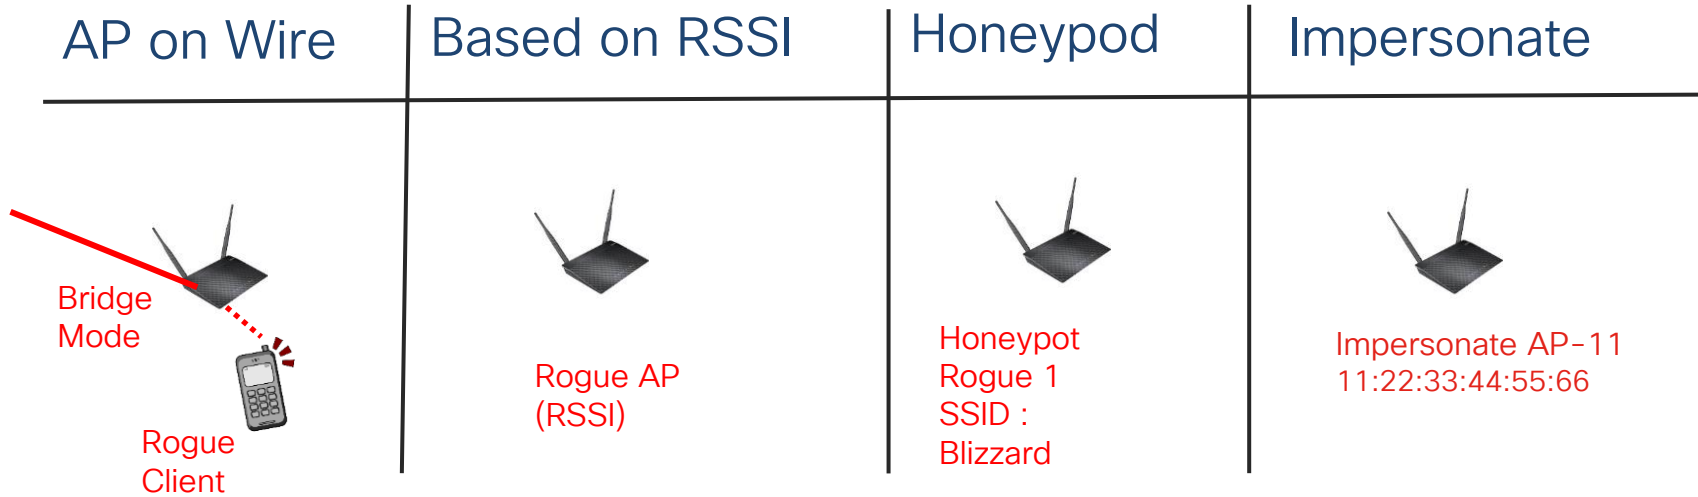 AP on Wire
Based on RSSI
Honeypod
Impersonate
Bridge
Mode
Rogue
Client
Rogue AP
(RSSI)
Honeypot
Rogue 1
SSID :
Blizzard
Impersonate AP-11
11:22:33:44:55:66